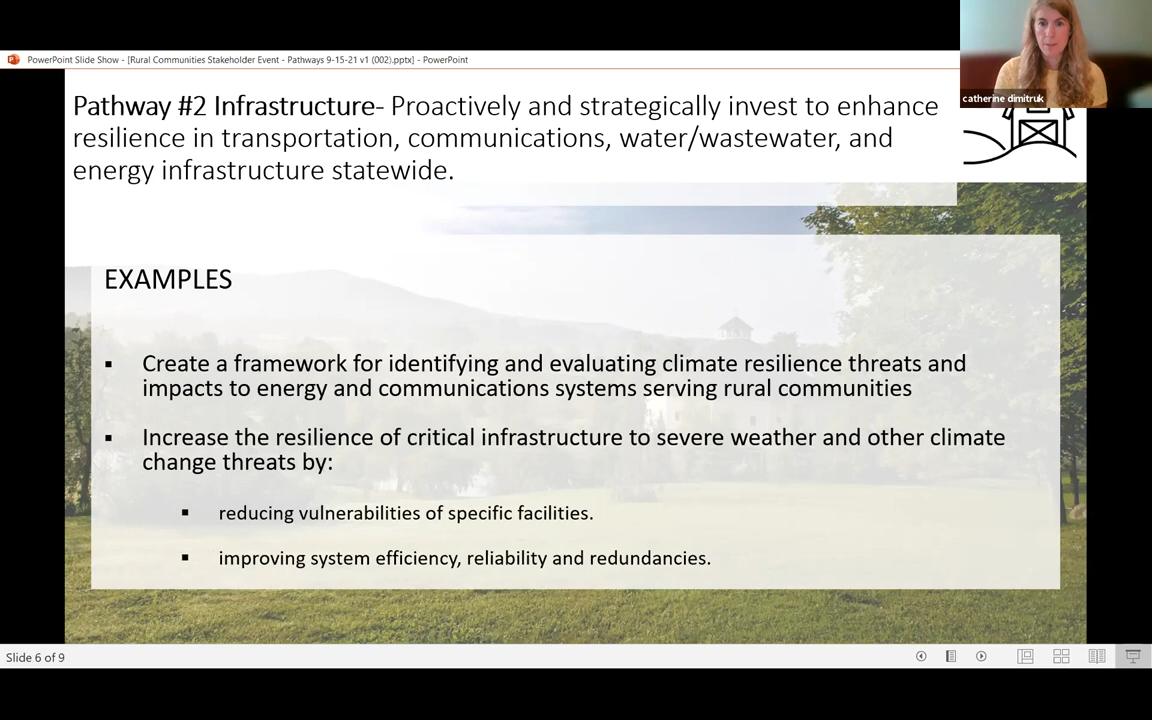 PowerPoint Slide Show - [Rural Communities Stakeholder Event - Pathways 9-15-21 v1 (002).pptx] - PowerPoint
catherine dimitruk
Pathway #2 Infrastructure- Proactively and strategically invest to enhance
resilience in transportation, communications, water/wastewater, and
energy infrastructure statewide.
EXAMPLES
▪ Create a framework for identifying and evaluating climate resilience threats and
impacts to energy and communications systems serving rural communities
▪ Increase the resilience of critical infrastructure to severe weather and other climate
change threats by:
▪ reducing vulnerabilities of specific facilities.
▪ improving system efficiency, reliability and redundancies.
Slide 6 of 9